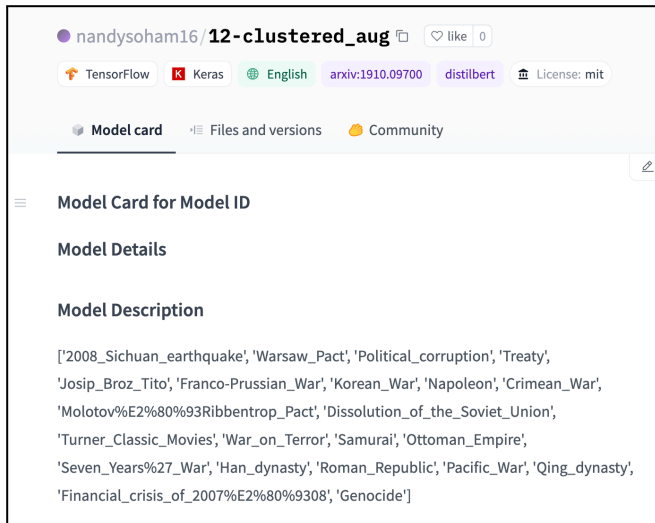 nandysoham16/12-clustered_aug like 0
TensorFlow Keras English arxiv:1910.09700 distilbert License: mit
Model card Files and versions Community
Model Card for Model ID
Model Details
Model Description
['2008_Sichuan_earthquake', 'Warsaw_Pact', 'Political_corruption', 'Treaty',
'Josip_Broz_Tito', 'Franco-Prussian_War', 'Korean_War', 'Napoleon', 'Crimean_War',
'Molotov%E2%80%93Ribbentrop_Pact', 'Dissolution_of_the_Soviet_Union',
'Turner_Classic_Movies', 'War_on_Terror', 'Samurai', 'Ottoman_Empire',
'Seven_Years%27_War', 'Han_dynasty', 'Roman_Republic', 'Pacific_War', 'Qing_dynasty',
'Financial_crisis_of_2007%E2%80%9308', 'Genocide']